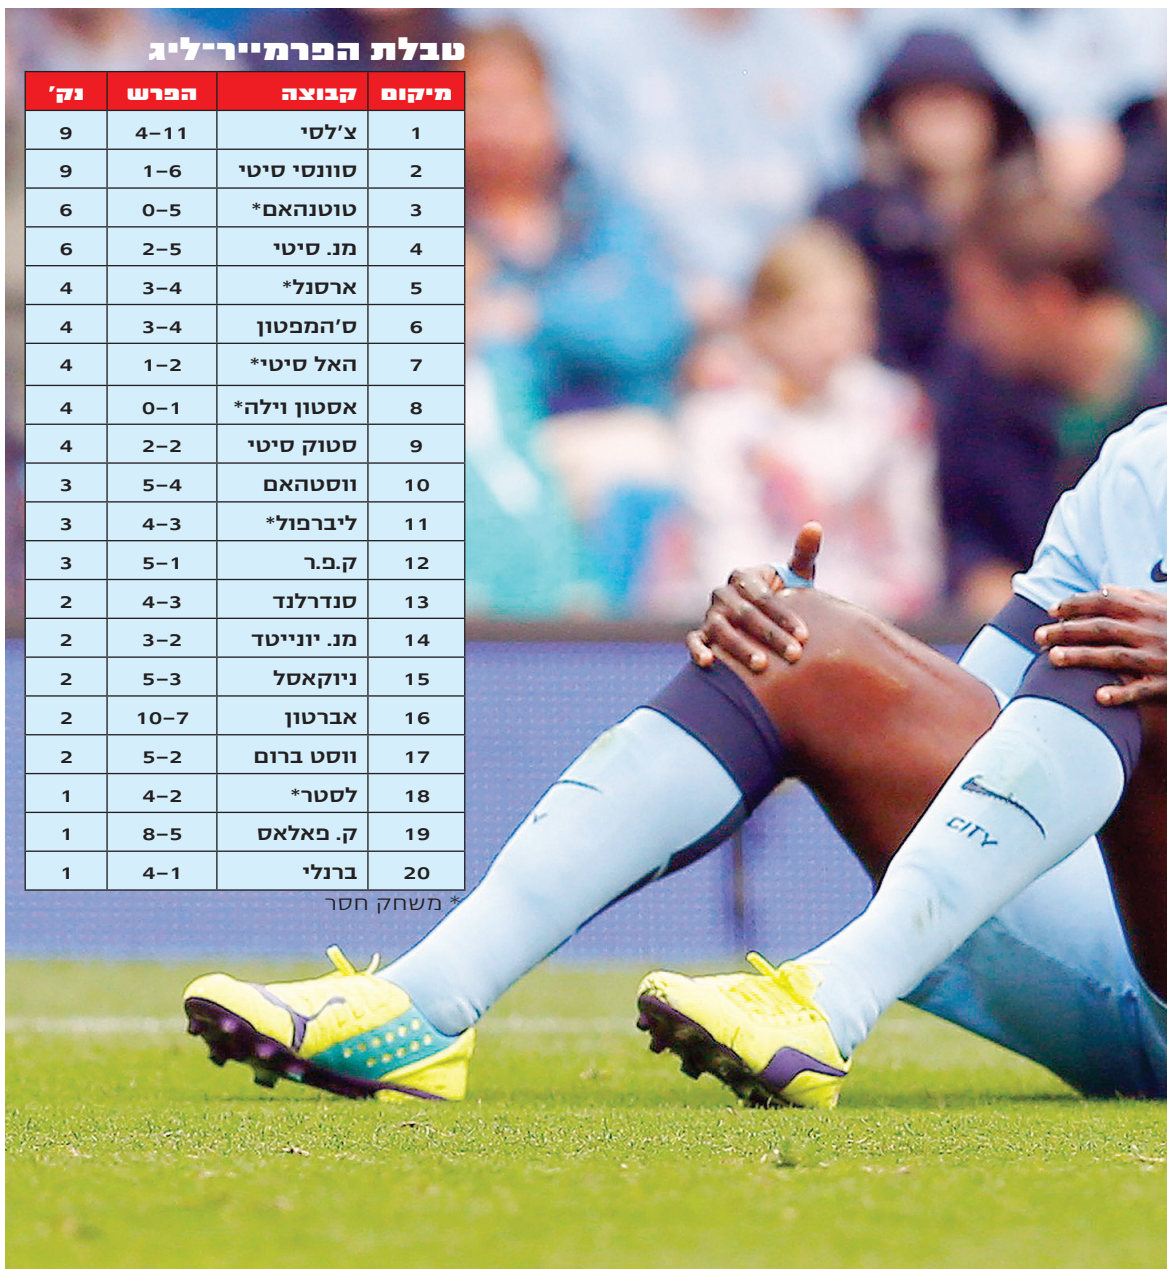 טבלת הפרמייר־ליג
מיקום קבוצה הפרש נק'
1 צ'לסי 4–11 9
2 סוונסי סיטי 1–6 9
3 טוטנהאם* 0–5 6
4 מנ. סיטי 2–5 6
5 ארסנל* 3–4 4
6 ס'המפטון 3–4 4
7 האל סיטי* 1–2 4
8 אסטון וילה* 0–1 4
9 סטוק סיטי 2–2 4
10 ווסטהאם 5–4 3
11 ליברפול* 4–3 3
12 ק.פ.ר 5–1 3
13 סנדרלנד 4–3 2
14 מנ. יונייטד 3–2 2
15 ניוקאסל 5–3 2
16 אברטון 10–7 2
17 ווסט ברום 5–2 2
18 לסטר* 4–2 1
19 ק. פאלאס 8–5 1
20 ברנלי 4–1 1
* משחק חסר
CITY